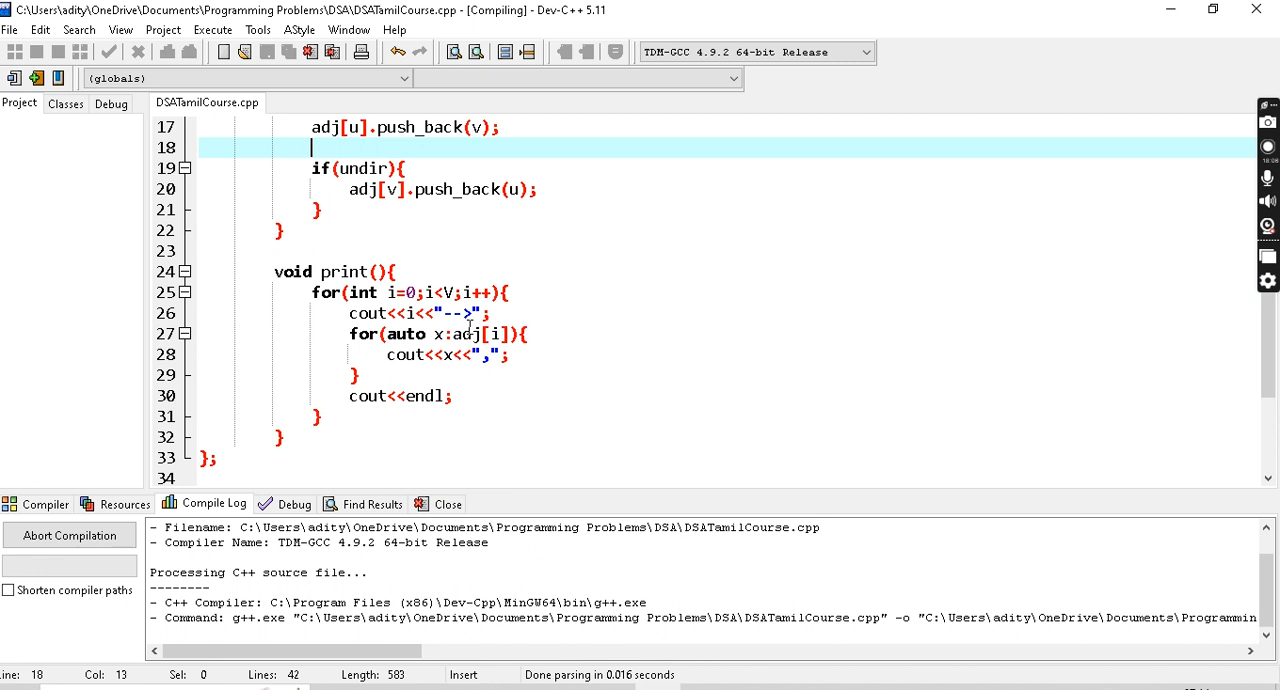 C:\Users\adity\OneDrive\Documents\Programming Problems\DSA\DSATamilCourse.cpp - [Compiling] - Dev-C++ 5.11
File Edit Search View Project Execute Tools AStyle Window Help
TDM-GCC 4.9.2 64-bit Release
(globals)
Project Classes Debug DSATamilCourse.cpp
17 adj[u].push_back(v);
18
19 if(undir){
20 adj[v].push_back(u);
21 }
22 }
23
24 void print(){
25 for(int i=0;i<V;i++){
26 cout<<i<<"-->";
27 for(auto x:adj[i]){
28 cout<<x<<",";
29 }
30 cout<<endl;
31 }
32 }
33 };
34
18:08
Compiler Resources Compile Log Debug Find Results Close
Abort Compilation
Shorten compiler paths
- Filename: C:\Users\adity\OneDrive\Documents\Programming Problems\DSA\DSATamilCourse.cpp
- Compiler Name: TDM-GCC 4.9.2 64-bit Release
Processing C++ source file...
--------
- C++ Compiler: C:\Program Files (x86)\Dev-Cpp\MinGW64\bin\g++.exe
- Command: g++.exe "C:\Users\adity\OneDrive\Documents\Programming Problems\DSA\DSATamilCourse.cpp" -o "C:\Users\adity\OneDrive\Documents\Programmin
ine: 18 Col: 13 Sel: 0 Lines: 42 Length: 583 Insert Done parsing in 0.016 seconds